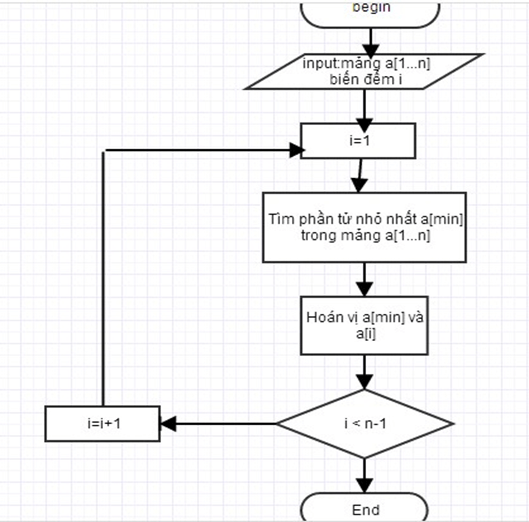 begin
input:mảng a[1...n]
biến đếm i
i=1
Tìm phần tử nhỏ nhất a[min]
trong mảng a[1...n]
Hoán vị a[min] và
a[i]
i < n-1
i=i+1
End